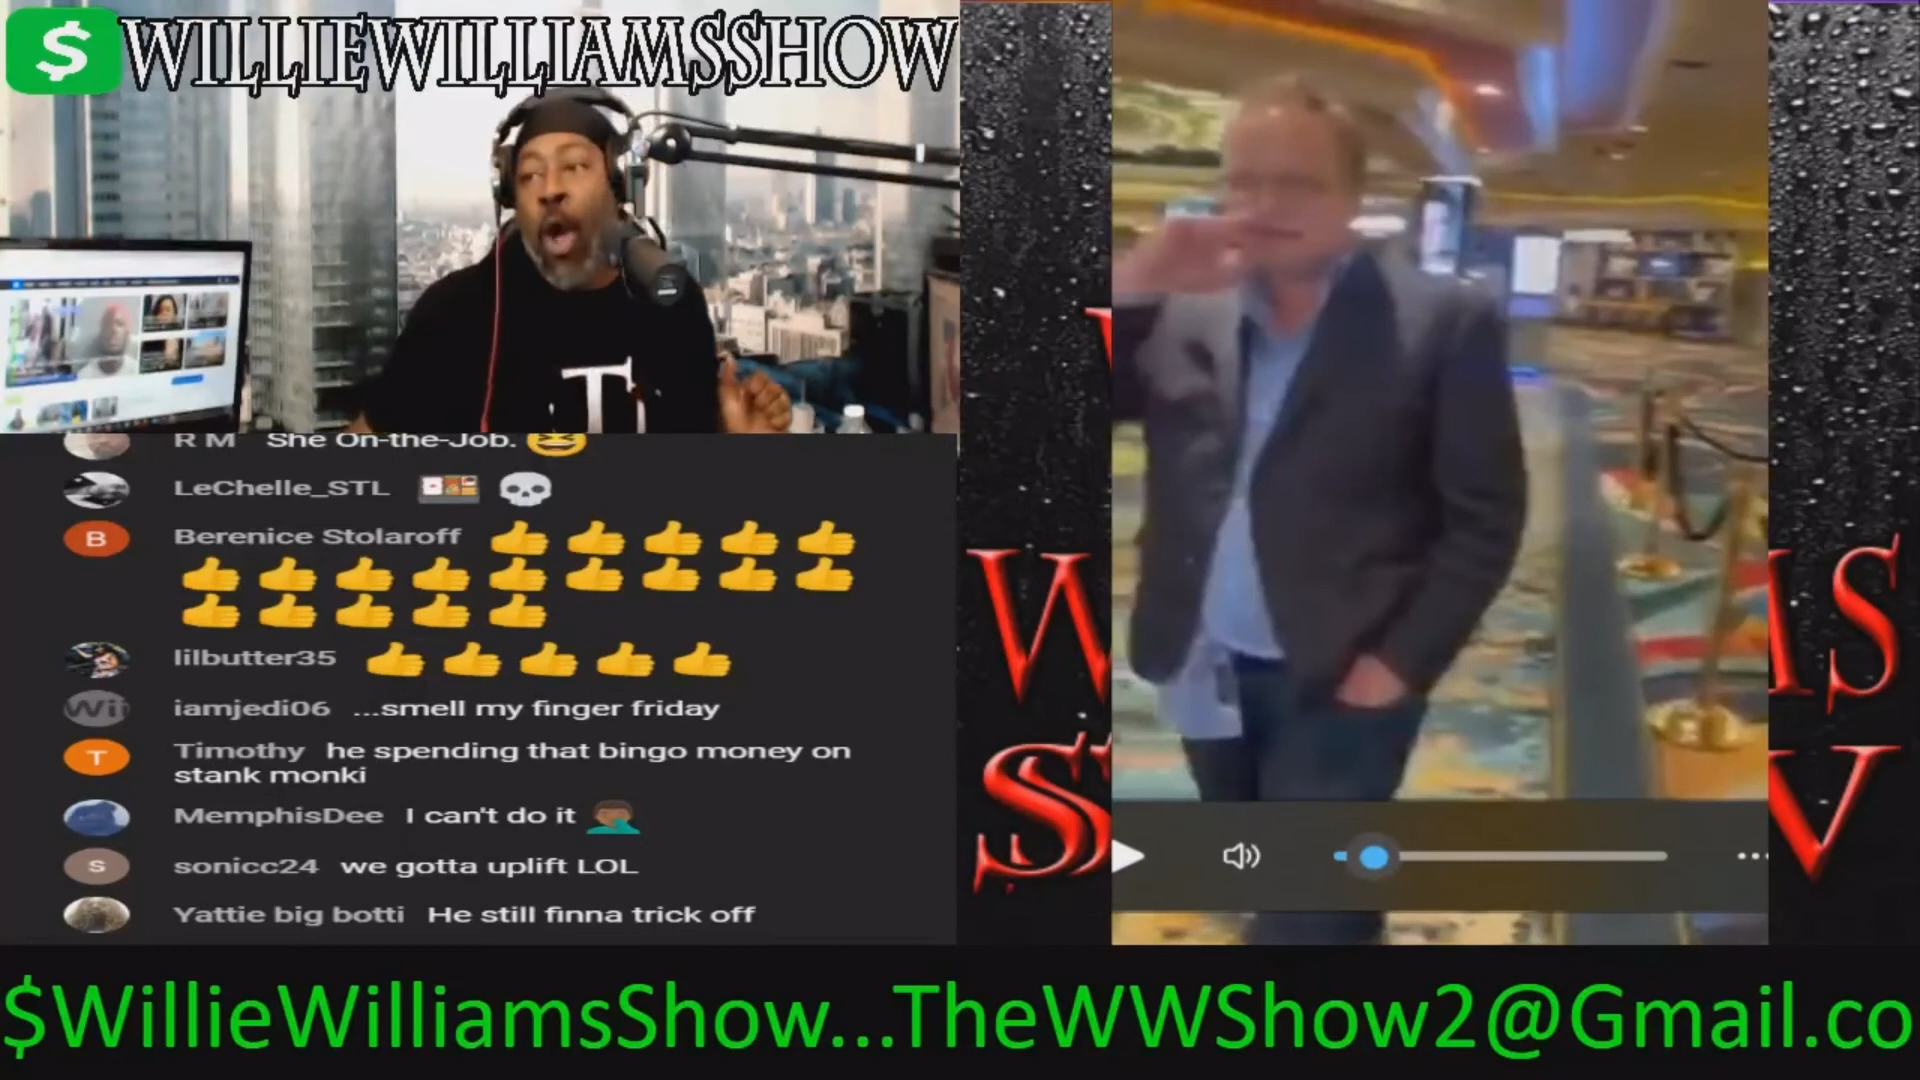 $ WILLIEWILLIAMSSHOW
R M She On-the-Job.
LeChelle_STL
B Berenice Stolaroff
lilbutter35
iamjedi06 ...smell my finger friday
T Timothy he spending that bingo money on
stank monki
MemphisDee I can't do it
S sonicc24 we gotta uplift LOL
Yattie big botti He still finna trick off
$WillieWilliamsShow...TheWWShow2@Gmail.co